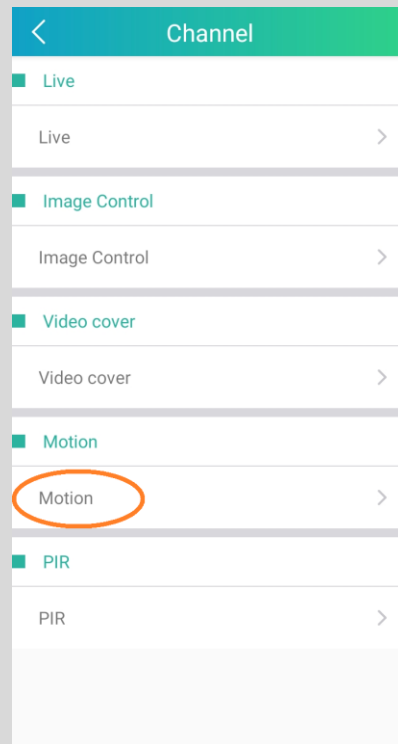 Channel
Live
Live
Image Control
Image Control
Video cover
Video cover
Motion
Motion
PIR
PIR